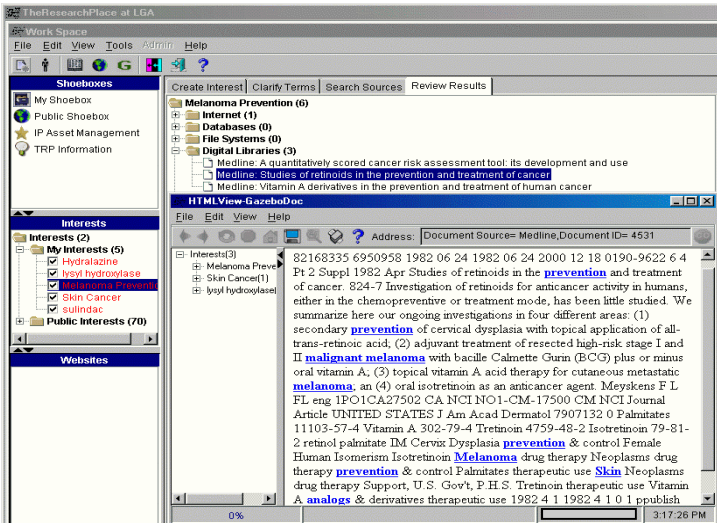 TheResearchPlace at LGA
Work Space
File Edit View Tools Admin Help
G ?
Shoeboxes
My Shoebox
Public Shoebox
IP Asset Management
TRP Information
Interests
Interests (2)
My Interests (5)
Hydralazine
lysyl hydroxylase
Melanoma Preventio
Skin Cancer
sulindac
Public Interests (70)
Websites
Create Interest Clarify Terms Search Sources Review Results
Melanoma Prevention (6)
Internet (1)
Databases (0)
File Systems (0)
Digital Libraries (3)
Medline: A quantitatively scored cancer risk assessment tool: its development and use
Medline: Studies of retinoids in the prevention and treatment of cancer
Medline: Vitamin A derivatives in the prevention and treatment of human cancer
HTMLView-GazeboDoc
File Edit View Help
? Address: Document Source= Medline,Document ID= 4531
Interests(3)
Melanoma Preve
Skin Cancer(1)
lysyl hydroxylase(
82168335 6950958 1982 06 24 1982 06 24 2000 12 18 0190-9622 6 4
Pt 2 Suppl 1982 Apr Studies of retinoids in the prevention and treatment
of cancer. 824-7 Investigation of retinoids for anticancer activity in humans,
either in the chemopreventive or treatment mode, has been little studied. We
summarize here our ongoing investigations in four different areas: (1)
secondary prevention of cervical dysplasia with topical application of all-
trans-retinoic acid; (2) adjuvant treatment of resected high-risk stage I and
II malignant melanoma with bacille Calmette Gurin (BCG) plus or minus
oral vitamin A; (3) topical vitamin A acid therapy for cutaneous metastatic
melanoma; an (4) oral isotretinoin as an anticancer agent. Meyskens F L
FL eng 1PO1CA27502 CA NCI NO1-CM-17500 CM NCI Journal
Article UNITED STATES J Am Acad Dermatol 7907132 0 Palmitates
11103-57-4 Vitamin A 302-79-4 Tretinoin 4759-48-2 Isotretinoin 79-81-
2 retinol palmitate IM Cervix Dysplasia prevention & control Female
Human Isomerism Isotretinoin Melanoma drug therapy Neoplasms drug
therapy prevention & control Palmitates therapeutic use Skin Neoplasms
drug therapy Support, U.S. Gov't, P.H.S. Tretinoin therapeutic use Vitamin
A analogs & derivatives therapeutic use 1982 4 1 1982 4 1 0 1 ppublish
0%
3:17:26 PM